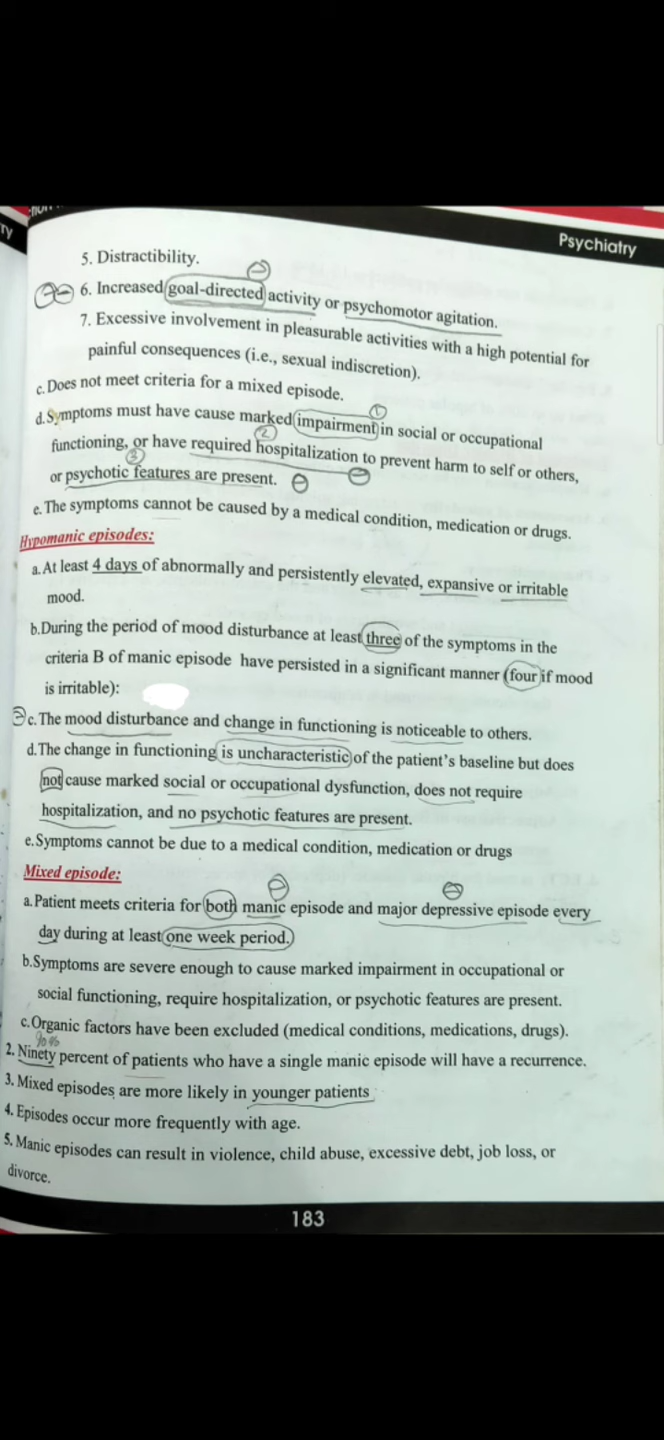 Psychiatry
5. Distractibility.
6. Increased goal-directed activity or psychomotor agitation.
7. Excessive involvement in pleasurable activities with a high potential for
painful consequences (i.e., sexual indiscretion).
c. Does not meet criteria for a mixed episode.
1
d. Symptoms must have cause marked impairment in social or occupational
2
functioning, or have required hospitalization to prevent harm to self or others,
3
or psychotic features are present.
e. The symptoms cannot be caused by a medical condition, medication or drugs.
Hypomanic episodes:
a. At least 4 days of abnormally and persistently elevated, expansive or irritable
mood.
b. During the period of mood disturbance at least three of the symptoms in the
criteria B of manic episode have persisted in a significant manner (four if mood
is irritable):
c. The mood disturbance and change in functioning is noticeable to others.
d. The change in functioning is uncharacteristic of the patient's baseline but does
not cause marked social or occupational dysfunction, does not require
hospitalization, and no psychotic features are present.
e. Symptoms cannot be due to a medical condition, medication or drugs
Mixed episode:
a. Patient meets criteria for both manic episode and major depressive episode every
day during at least one week period.)
b. Symptoms are severe enough to cause marked impairment in occupational or
social functioning, require hospitalization, or psychotic features are present.
c. Organic factors have been excluded (medical conditions, medications, drugs).
90%
2. Ninety percent of patients who have a single manic episode will have a recurrence.
3. Mixed episodes are more likely in younger patients
4. Episodes occur more frequently with age.
5. Manic episodes can result in violence, child abuse, excessive debt, job loss, or
divorce.
183